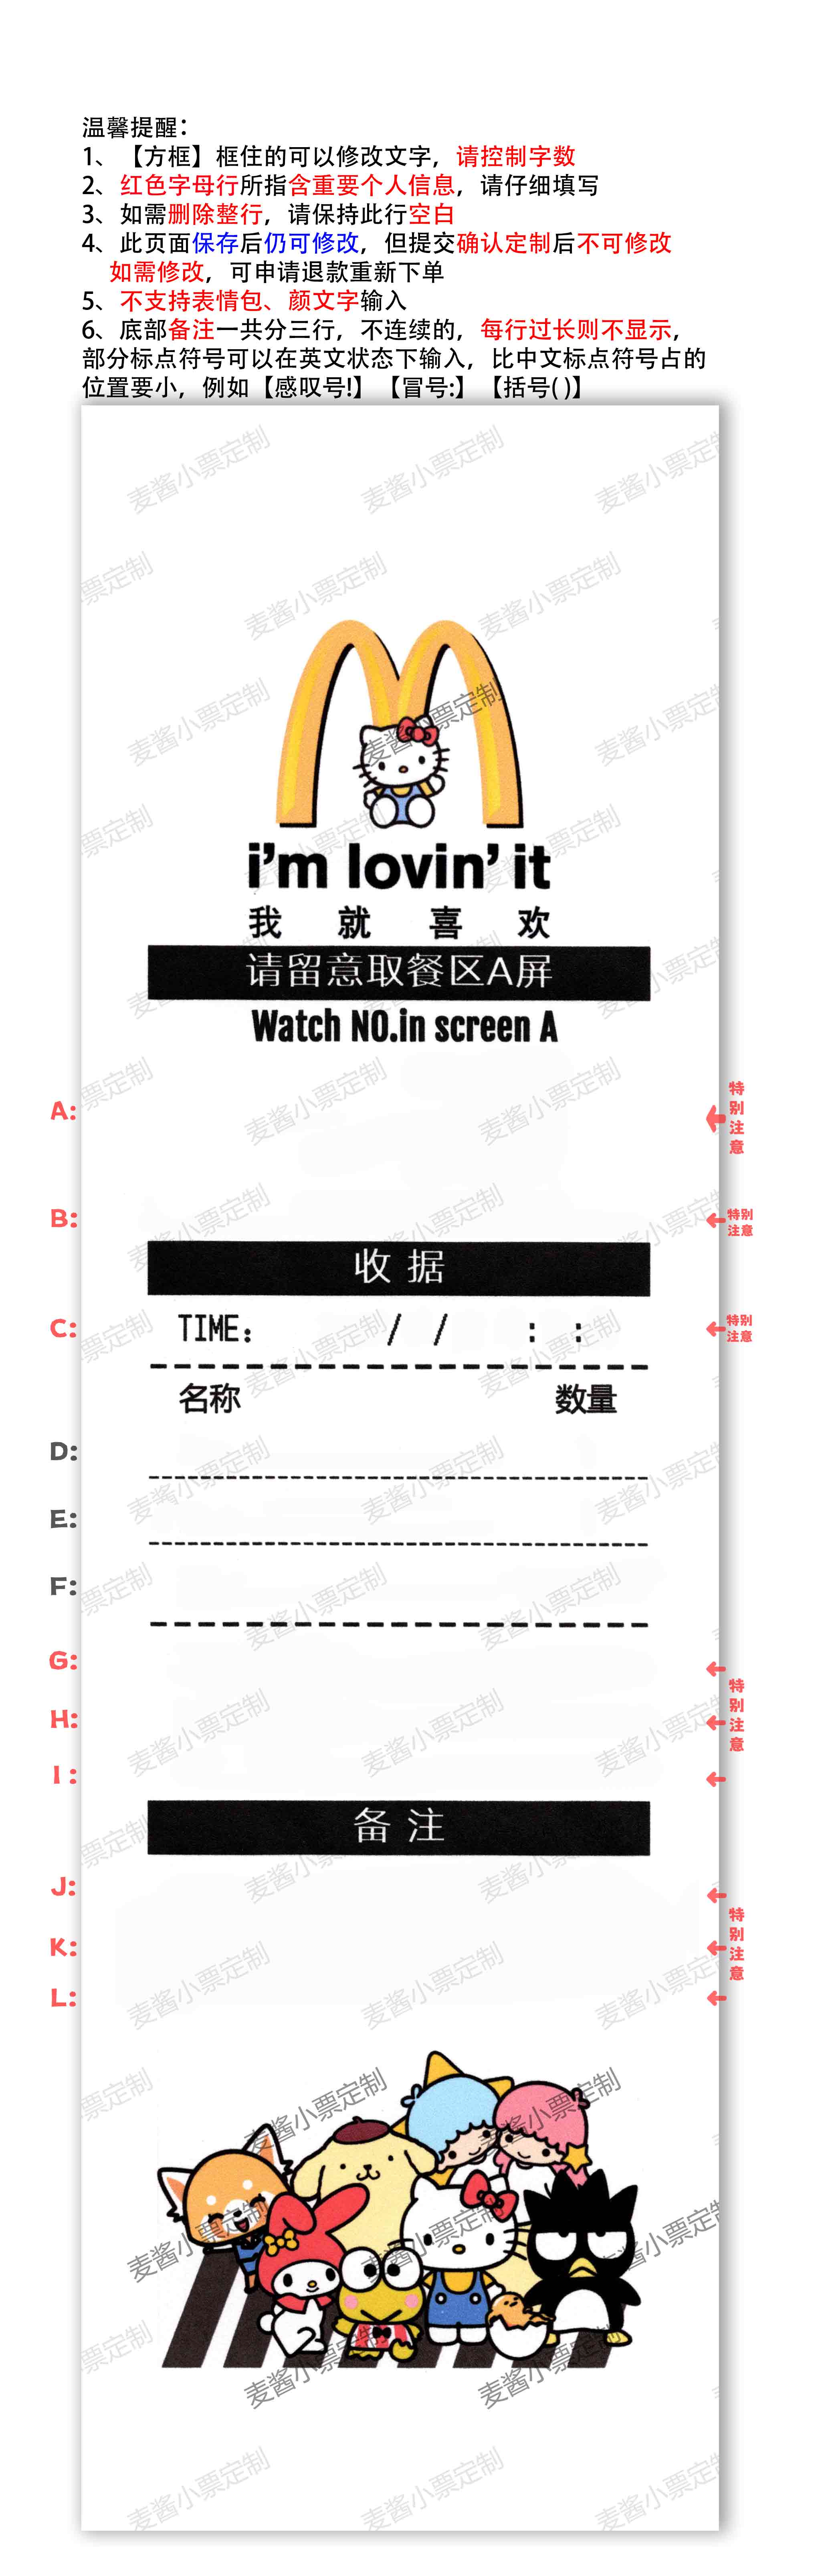 温馨提醒：
1、【方框】框住的可以修改文字，请控制字数
2、红色字母行所指含重要个人信息，请仔细填写
3、如需删除整行，请保持此行空白
4、此页面保存后仍可修改，但提交确认定制后不可修改
如需修改，可申请退款重新下单
5、不支持表情包、颜文字输入
6、底部备注一共分三行，不连续的，每行过长则不显示，
部分标点符号可以在英文状态下输入，比中文标点符号占的
位置要小，例如【感叹号!】【冒号:】【括号( )】
麦酱小票定制
i’m lovin’ it
我就喜欢
请留意取餐区A屏
Watch NO.in screen A
A: 特别注意
B: 特别注意
收据
C: TIME: / / : : 特别注意
名称 数量
D:
E:
F:
G:
H: 特别注意
I:
备注
J:
K: 特别注意
L: